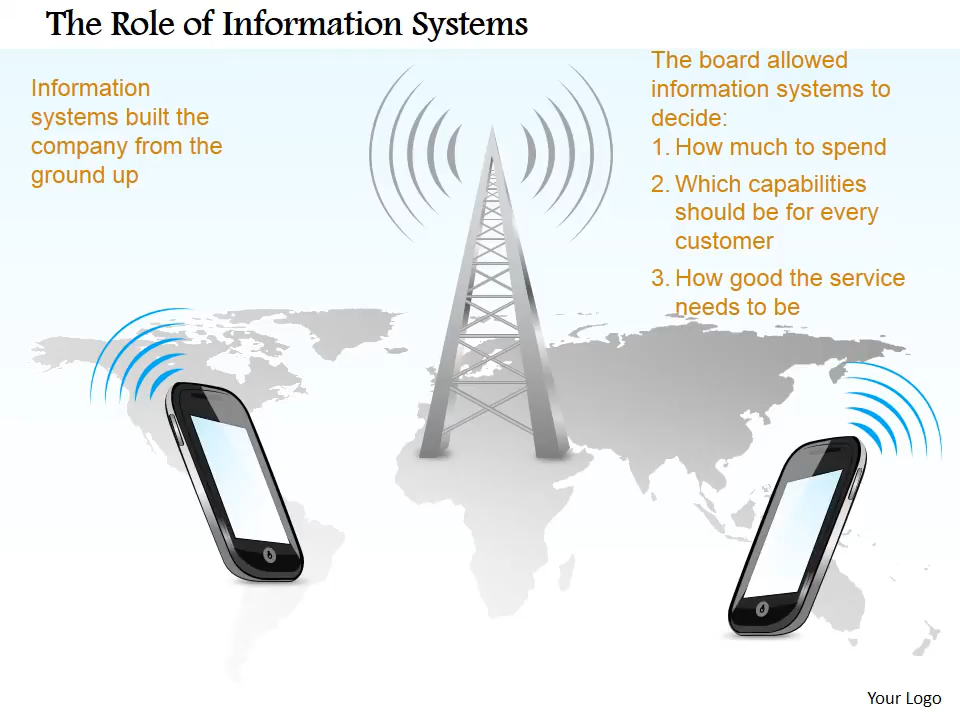 The Role of Information Systems
Information
systems built the
company from the
ground up
The board allowed
information systems to
decide:
1. How much to spend
2. Which capabilities
should be for every
customer
3. How good the service
needs to be
Your Logo